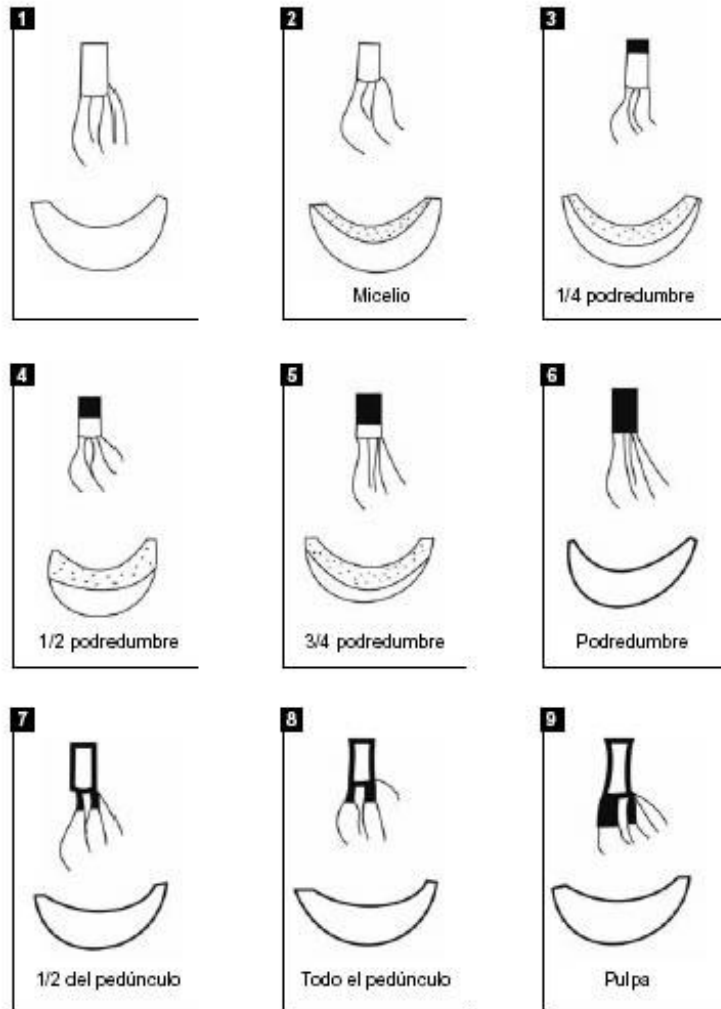 1
2
3
Micelio
1/4 podredumbre
4
5
6
1/2 podredumbre
3/4 podredumbre
Podredumbre
7
8
9
1/2 del pedúnculo
Todo el pedúnculo
Pulpa